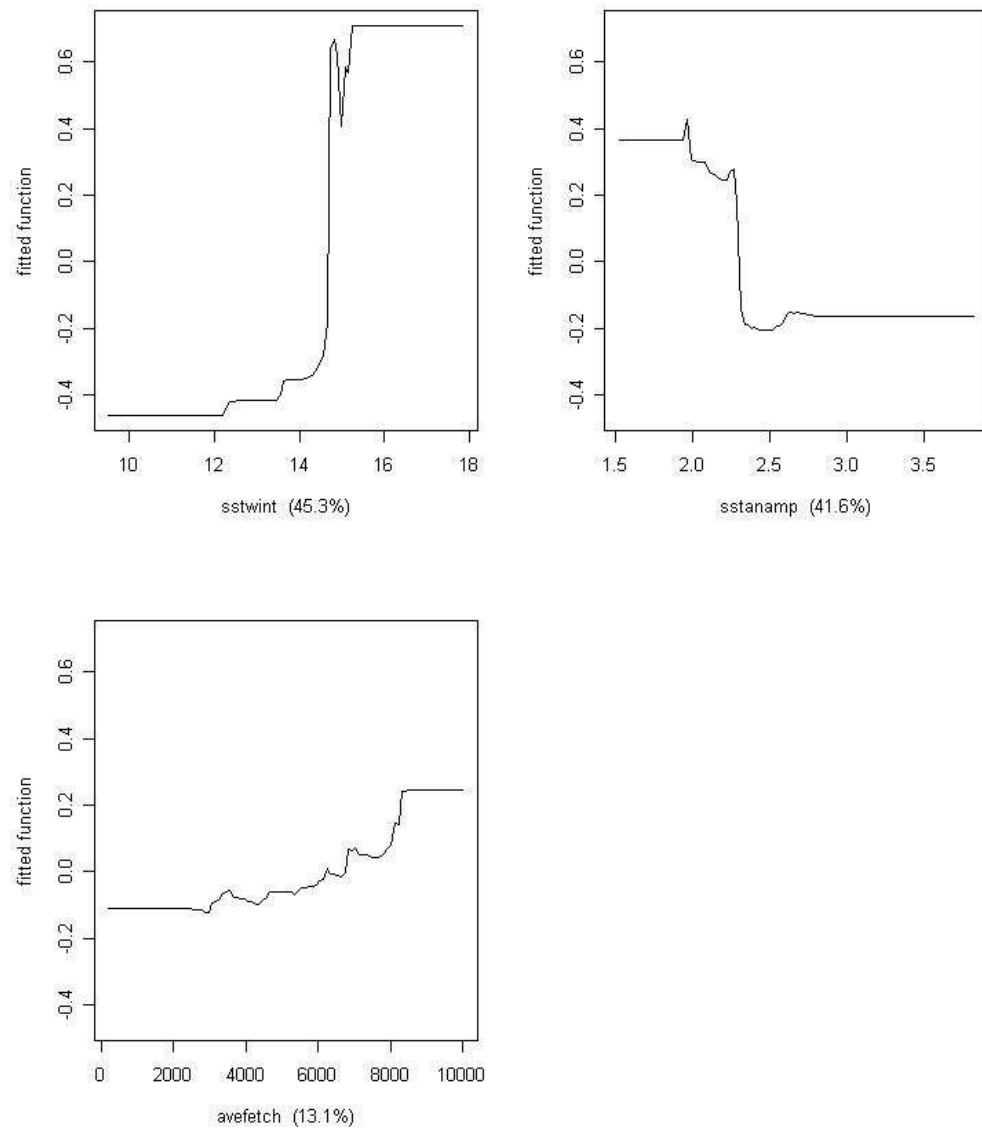 fitted function
0.6
0.4
0.2
0.0
-0.2
-0.4
10 12 14 16 18
sstwint (45.3%)
fitted function
0.6
0.4
0.2
0.0
-0.2
-0.4
1.5 2.0 2.5 3.0 3.5
sstanamp (41.6%)
fitted function
0.6
0.4
0.2
0.0
-0.2
-0.4
0 2000 4000 6000 8000 10000
avefetch (13.1%)